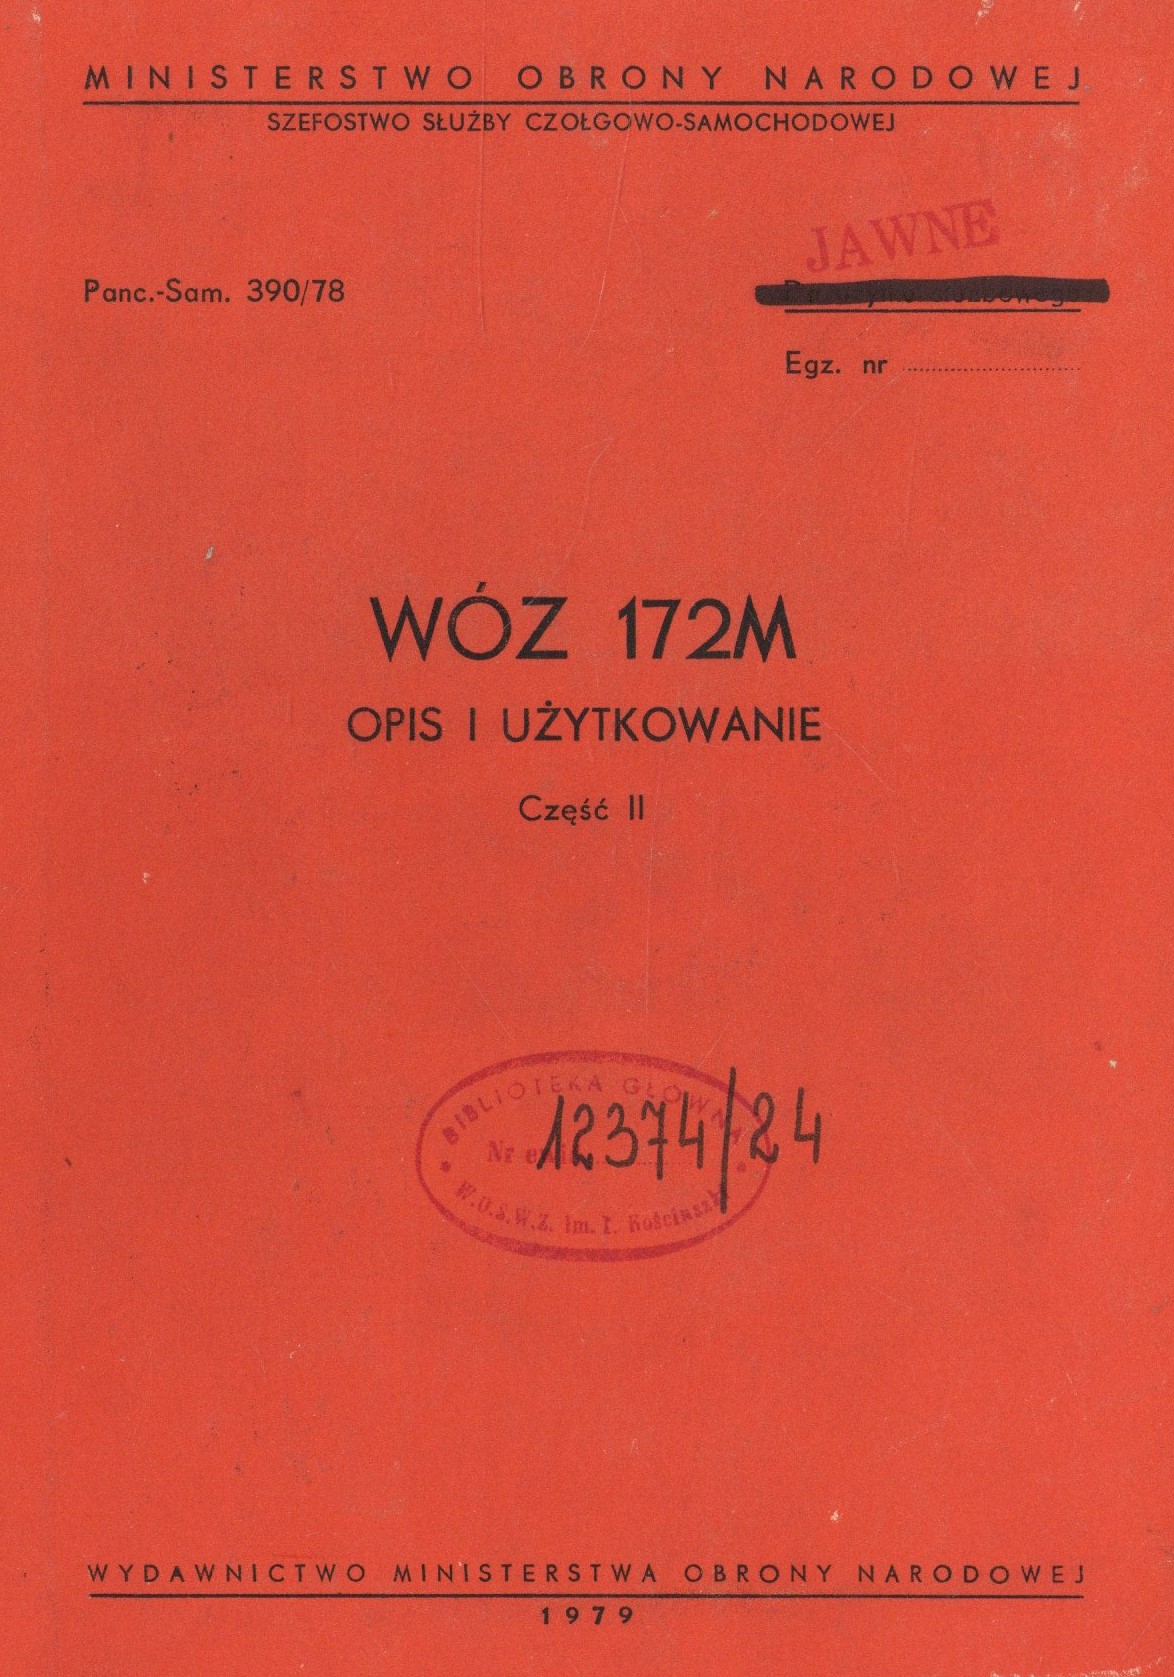 MINISTERSTWO OBRONY NARODOWEJ
SZEFOSTWO SŁUŻBY CZOŁGOWO-SAMOCHODOWEJ
JAWNE
Panc.-Sam. 390/78
Egz. nr
WÓZ 172M
OPIS I UŻYTKOWANIE
Część II
BIBLIOTEKA GŁÓWNA
12374/24
Nr
W.O.S.W.Z. im. T. Kościuszki
WYDAWNICTWO MINISTERSTWA OBRONY NARODOWEJ
1979